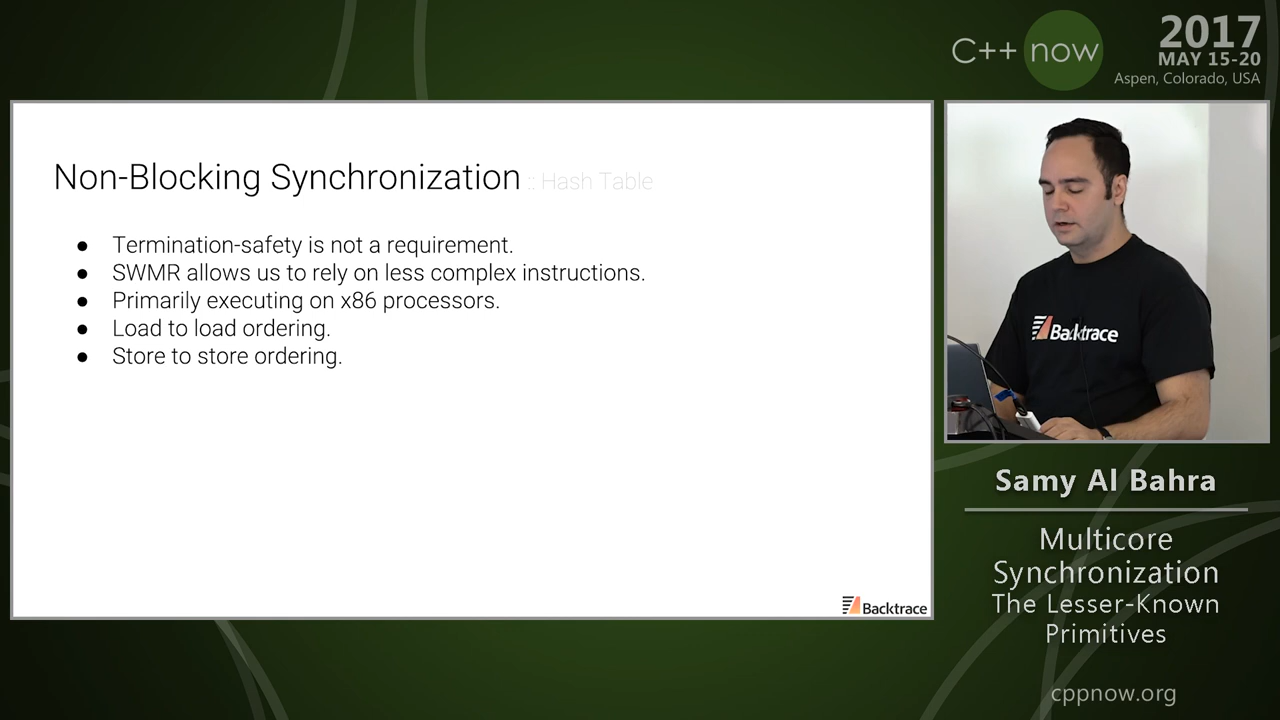 C++ now
2017
MAY 15-20
Aspen, Colorado, USA
Non-Blocking Synchronization :: Hash Table
● Termination-safety is not a requirement.
● SWMR allows us to rely on less complex instructions.
● Primarily executing on x86 processors.
● Load to load ordering.
● Store to store ordering.
Backtrace
Backtrace
Samy Al Bahra
Multicore
Synchronization
The Lesser-Known
Primitives
cppnow.org